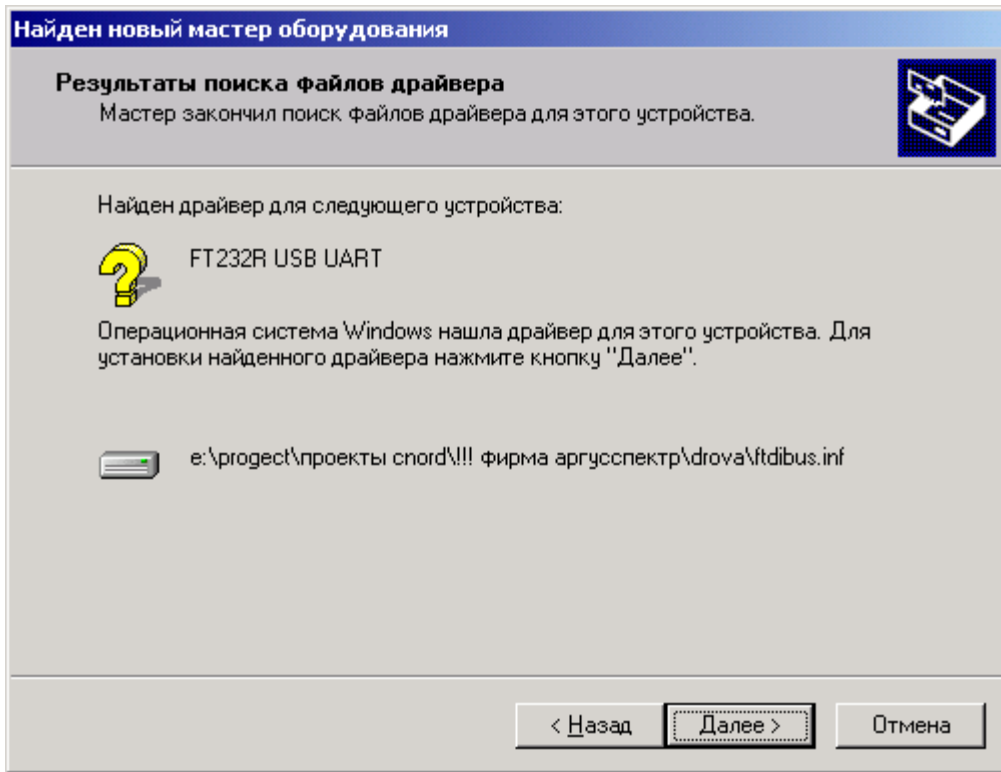 Найден новый мастер оборудования
Результаты поиска файлов драйвера
Мастер закончил поиск файлов драйвера для этого устройства.
Найден драйвер для следующего устройства:
FT232R USB UART
Операционная система Windows нашла драйвер для этого устройства. Для
установки найденного драйвера нажмите кнопку "Далее".
e:\progect\проекты cnord\!!! фирма аргусспектр\drova\ftdibus.inf
< Назад
Далее >
Отмена